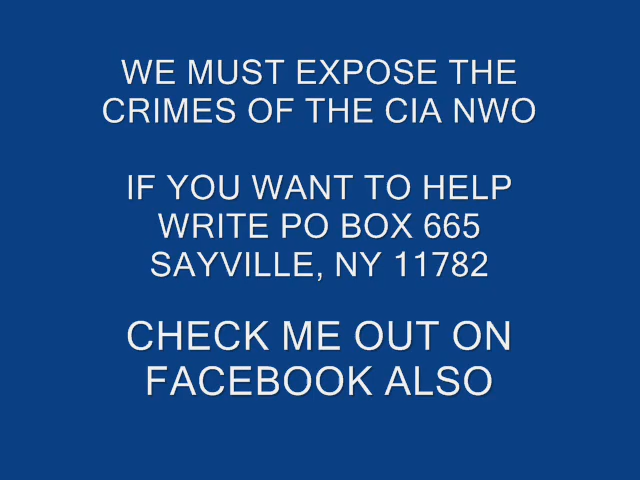 WE MUST EXPOSE THE
CRIMES OF THE CIA NWO
IF YOU WANT TO HELP
WRITE PO BOX 665
SAYVILLE, NY 11782
CHECK ME OUT ON
FACEBOOK ALSO